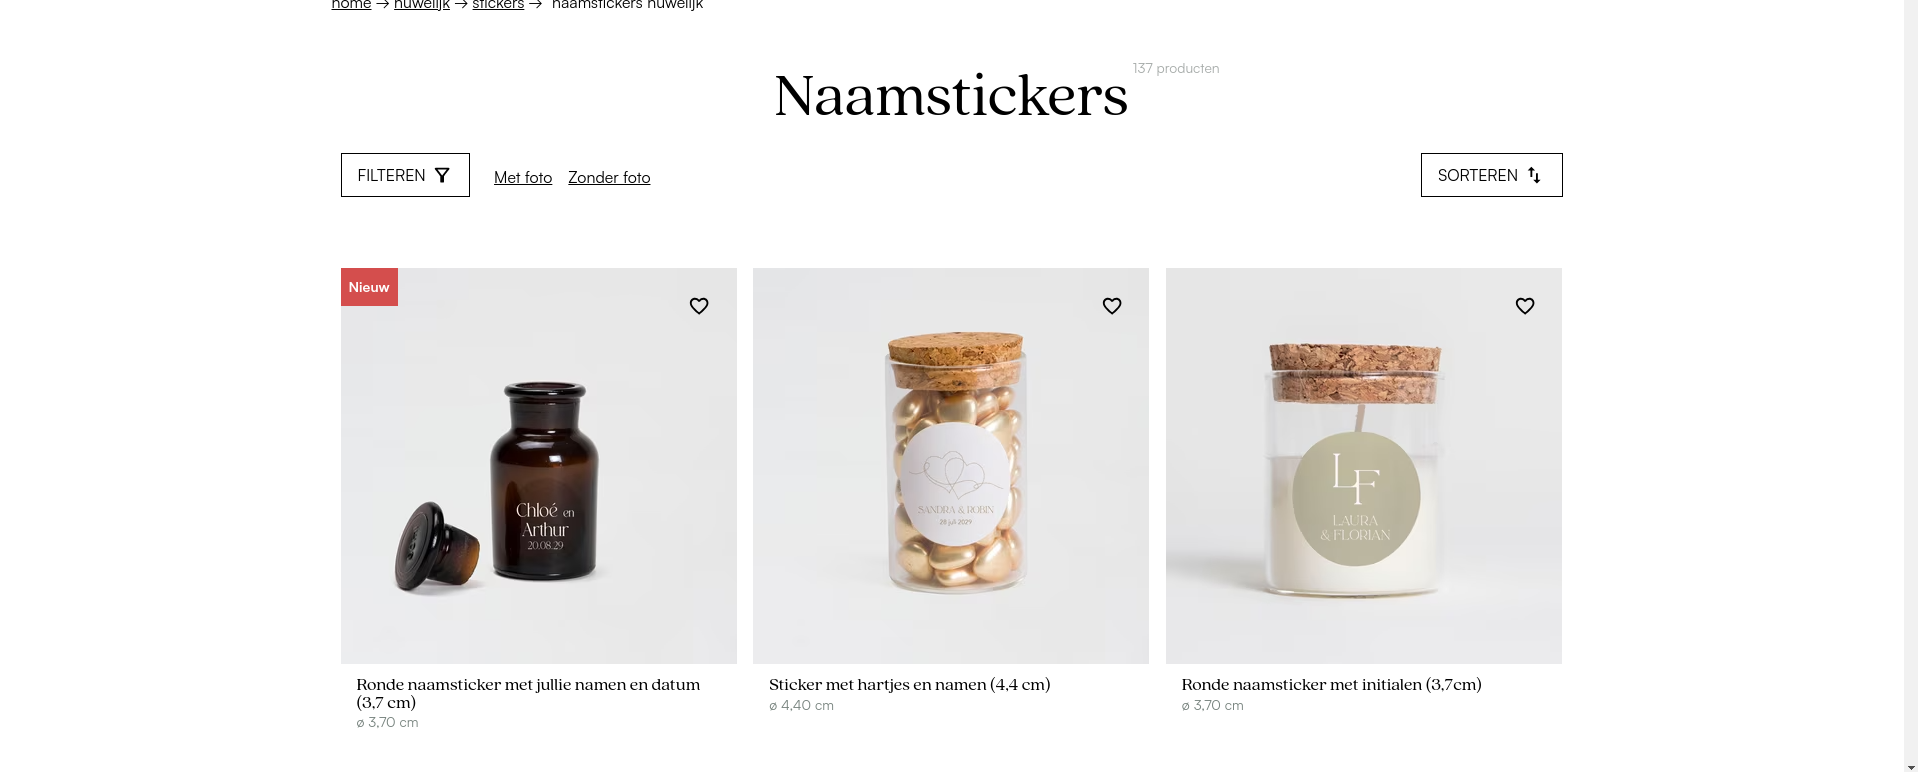 home → huwelijk → stickers → naamstickers huwelijk
Naamstickers
137 producten
FILTEREN
Met foto
Zonder foto
SORTEREN
Nieuw
Chloé en
Arthur
20.08.29
SANDRA & ROBIN
28 juli 2029
LF
LAURA
& FLORIAN
Ronde naamsticker met jullie namen en datum
(3,7 cm)
ø 3,70 cm
Sticker met hartjes en namen (4,4 cm)
ø 4,40 cm
Ronde naamsticker met initialen (3,7cm)
ø 3,70 cm